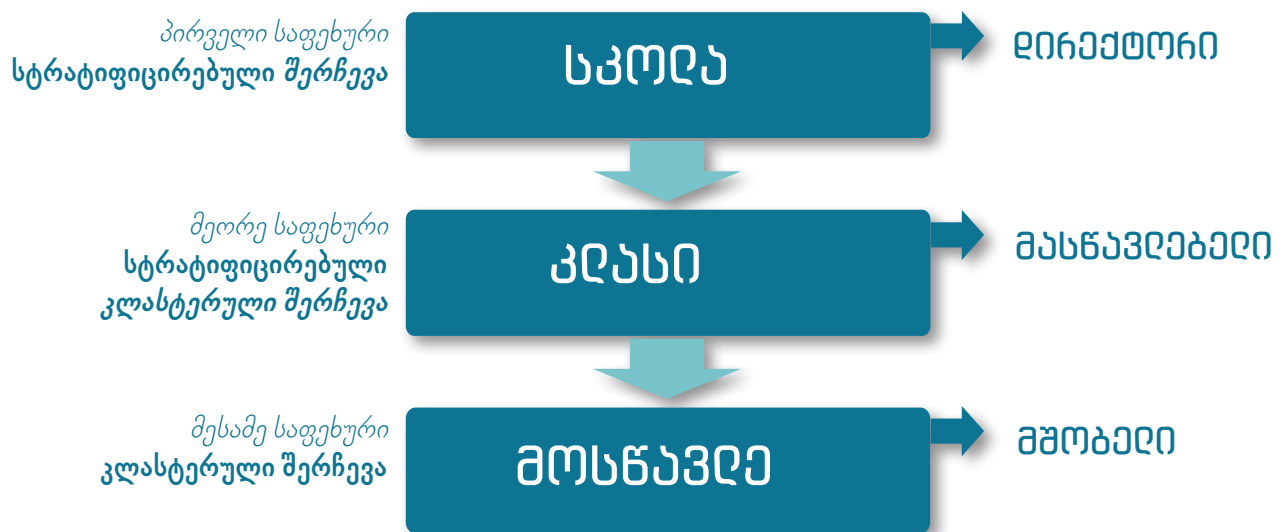 პირველი საფეხური
სტრატიფიცირებული შერჩევა
სკოლა
დირექტორი
მეორე საფეხური
სტრატიფიცირებული
კლასტერული შერჩევა
კლასი
მასწავლებელი
მესამე საფეხური
კლასტერული შერჩევა
მოსწავლე
მშობელი